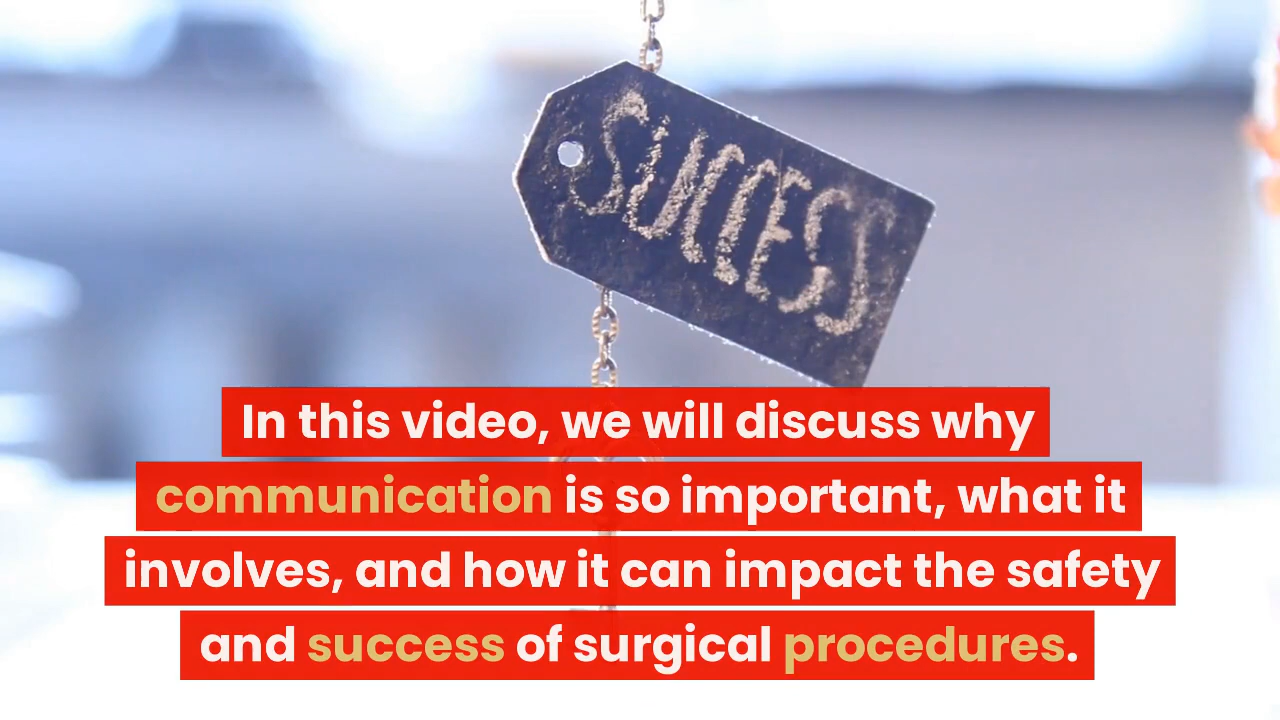 SUCCESS
In this video, we will discuss why
communication is so important, what it
involves, and how it can impact the safety
and success of surgical procedures.